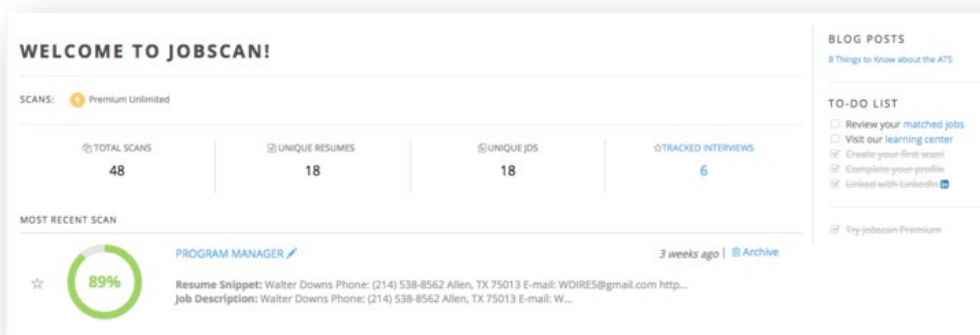 WELCOME TO JOBSCAN!
SCANS: Premium Unlimited
TOTAL SCANS
48
UNIQUE RESUMES
18
UNIQUE JDS
18
TRACKED INTERVIEWS
6
MOST RECENT SCAN
89%
PROGRAM MANAGER
3 weeks ago | Archive
Resume Snippet: Walter Downs Phone: (214) 538-8562 Allen, TX 75013 E-mail: WDIRES@gmail.com http...
Job Description: Walter Downs Phone: (214) 538-8562 Allen, TX 75013 E-mail: W...
BLOG POSTS
8 Things to Know about the ATS
TO-DO LIST
Review your matched jobs
Visit our learning center
Create your first scan!
Complete your profile
Linked with LinkedIn in
Try Jobscan Premium